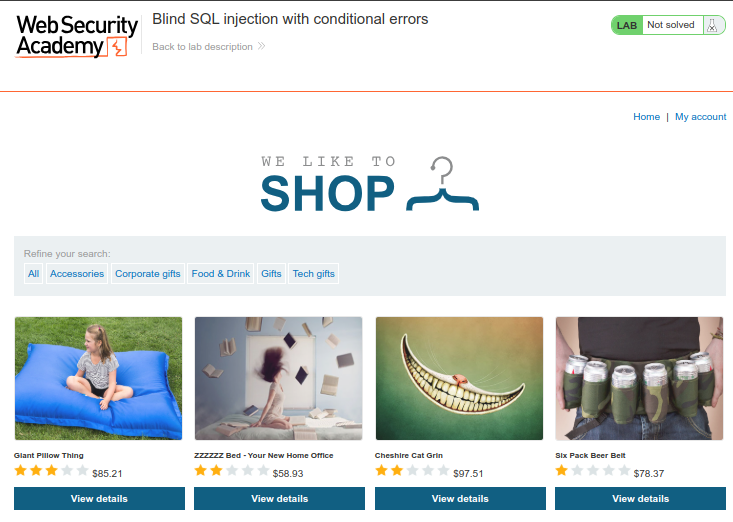 Web Security
Academy
Blind SQL injection with conditional errors
Back to lab description
LAB Not solved
Home | My account
WE LIKE TO
SHOP
Refine your search:
All Accessories Corporate gifts Food & Drink Gifts Tech gifts
Giant Pillow Thing
$85.21
View details
ZZZZZZ Bed - Your New Home Office
$58.93
View details
Cheshire Cat Grin
$97.51
View details
Six Pack Beer Belt
$78.37
View details